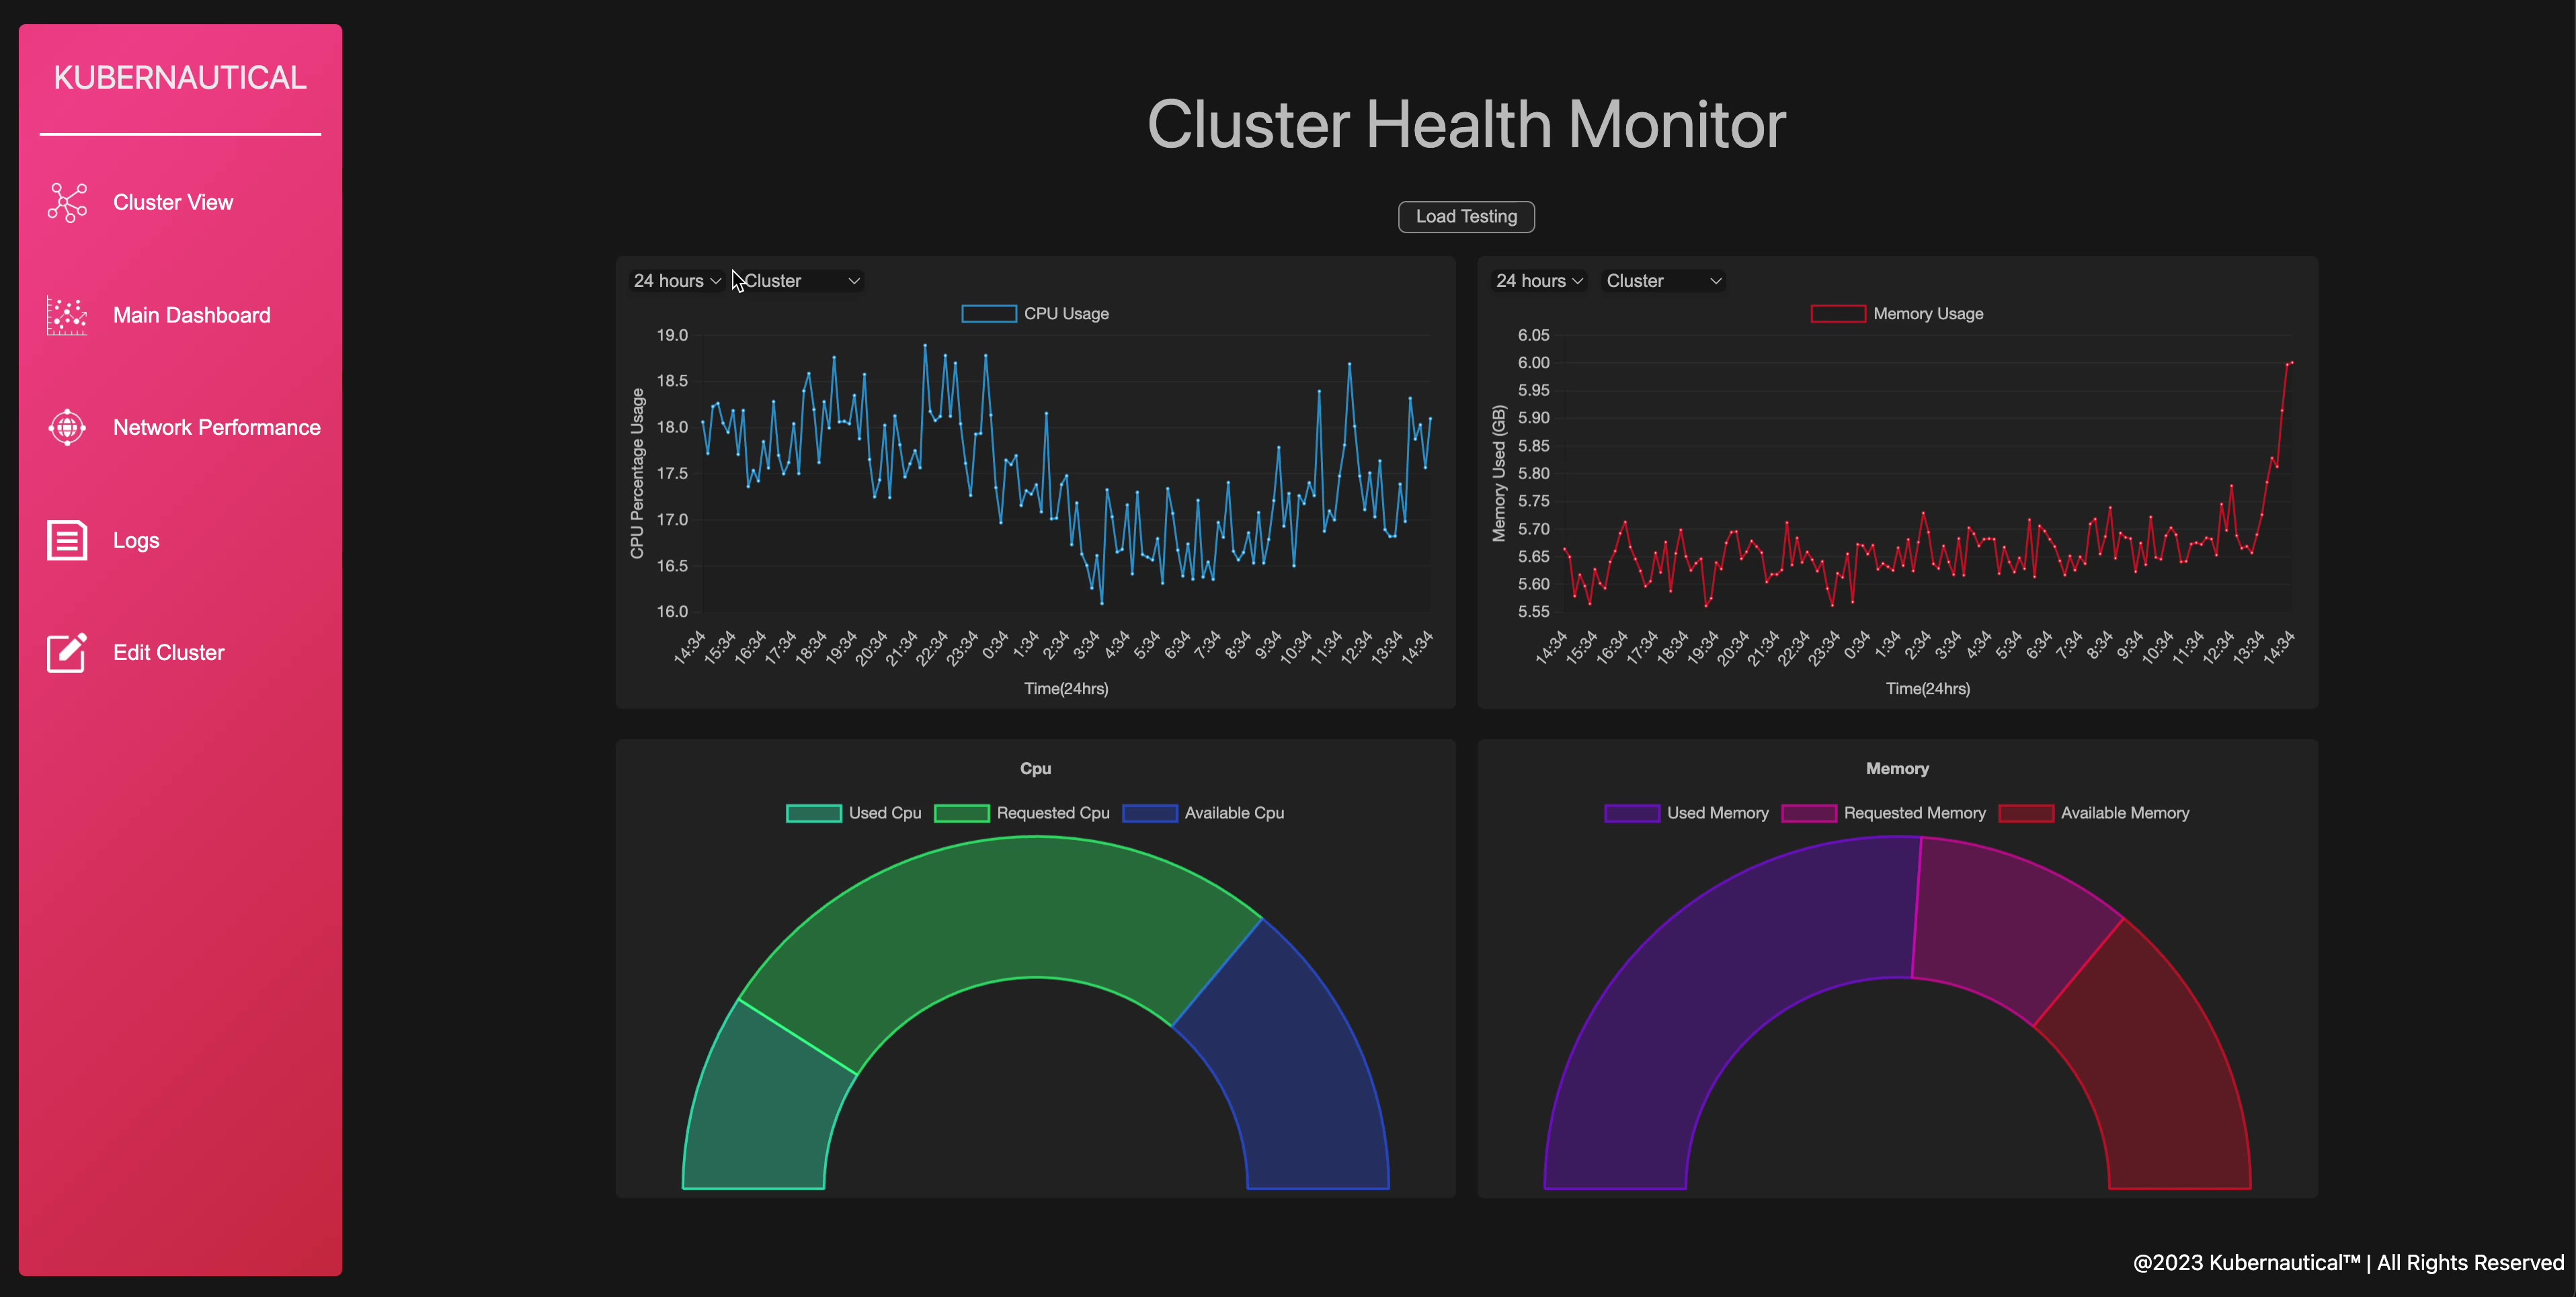 KUBERNAUTICAL
Cluster View
Main Dashboard
Network Performance
Logs
Edit Cluster
Cluster Health Monitor
Load Testing
24 hours Cluster
CPU Usage
CPU Percentage Usage
19.0
18.5
18.0
17.5
17.0
16.5
16.0
14:34 15:34 16:34 17:34 18:34 19:34 20:34 21:34 22:34 23:34 0:34 1:34 2:34 3:34 4:34 5:34 6:34 7:34 8:34 9:34 10:34 11:34 12:34 13:34 14:34
Time(24hrs)
24 hours Cluster
Memory Usage
Memory Used (GB)
6.05
6.00
5.95
5.90
5.85
5.80
5.75
5.70
5.65
5.60
5.55
14:34 15:34 16:34 17:34 18:34 19:34 20:34 21:34 22:34 23:34 0:34 1:34 2:34 3:34 4:34 5:34 6:34 7:34 8:34 9:34 10:34 11:34 12:34 13:34 14:34
Time(24hrs)
Cpu
Used Cpu Requested Cpu Available Cpu
Memory
Used Memory Requested Memory Available Memory
@2023 Kubernautical™ | All Rights Reserved